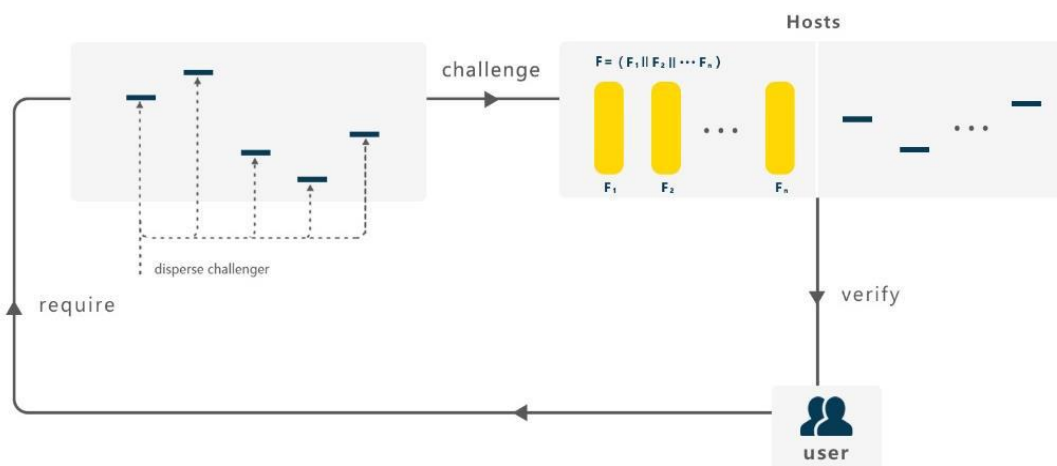 Hosts
challenge
F = ( F₁ || F₂ || ··· Fₙ )
F₁ F₂ ··· Fₙ
···
disperse challenger
require
verify
user